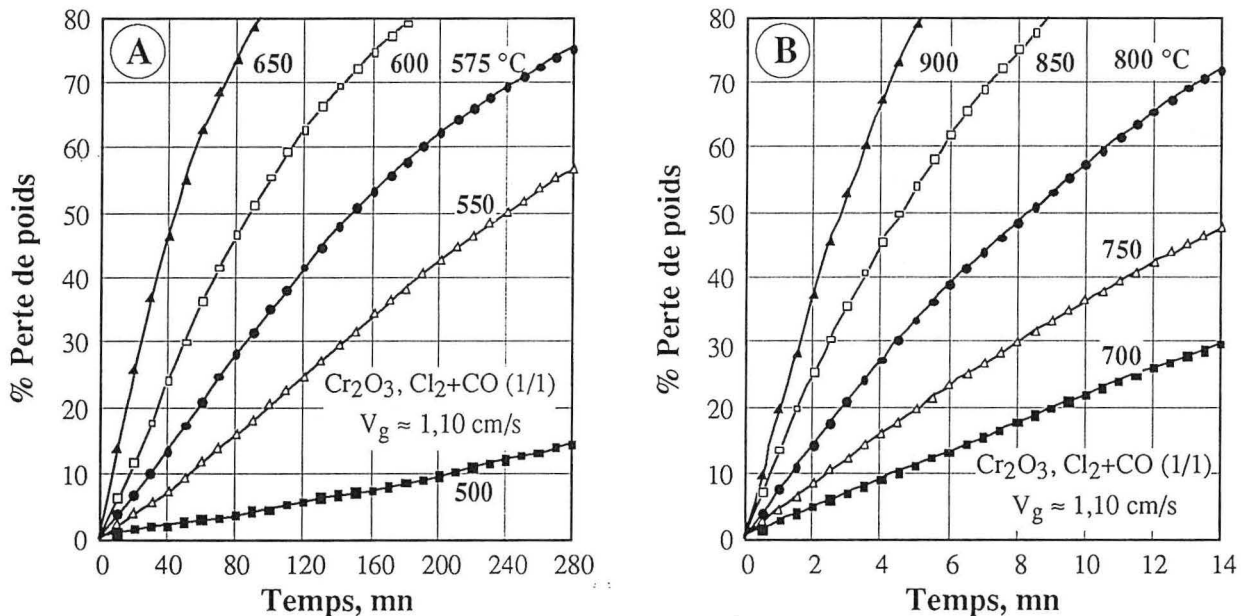 A
80
70
60
50
40
30
20
10
0
% Perte de poids
650
600
575 °C
550
500
Cr₂O₃, Cl₂+CO (1/1)
V_g ≈ 1,10 cm/s
0 40 80 120 160 200 240 280
Temps, mn
B
80
70
60
50
40
30
20
10
0
% Perte de poids
900
850
800 °C
750
700
Cr₂O₃, Cl₂+CO (1/1)
V_g ≈ 1,10 cm/s
0 2 4 6 8 10 12 14
Temps, mn